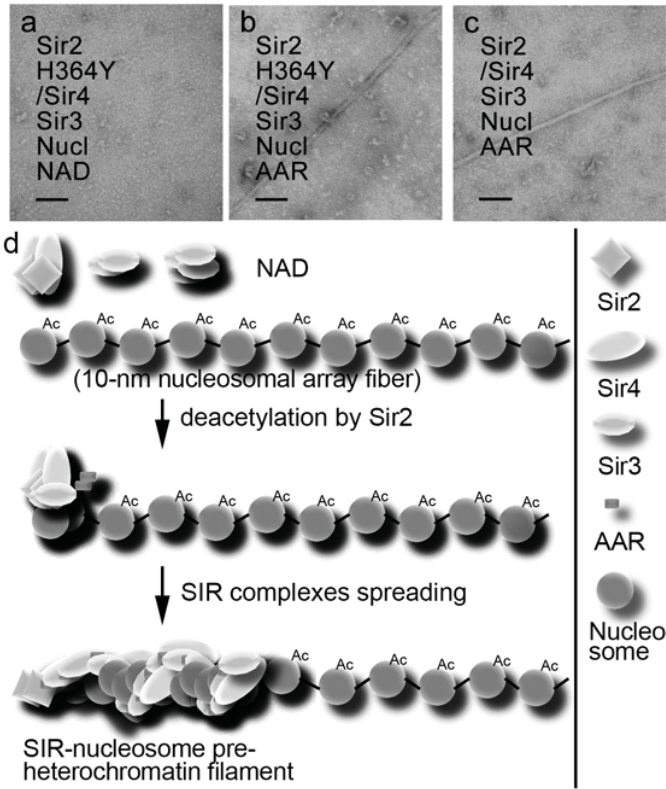 a
Sir2
H364Y
/Sir4
Sir3
Nucl
NAD
b
Sir2
H364Y
/Sir4
Sir3
Nucl
AAR
c
Sir2
/Sir4
Sir3
Nucl
AAR
d
NAD
Ac Ac Ac Ac Ac Ac Ac Ac Ac Ac Ac
(10-nm nucleosomal array fiber)
deacetylation by Sir2
Ac Ac Ac Ac Ac Ac Ac Ac Ac
SIR complexes spreading
Ac Ac Ac Ac Ac Ac
SIR-nucleosome pre-
heterochromatin filament
Sir2
Sir4
Sir3
AAR
Nucleo
some